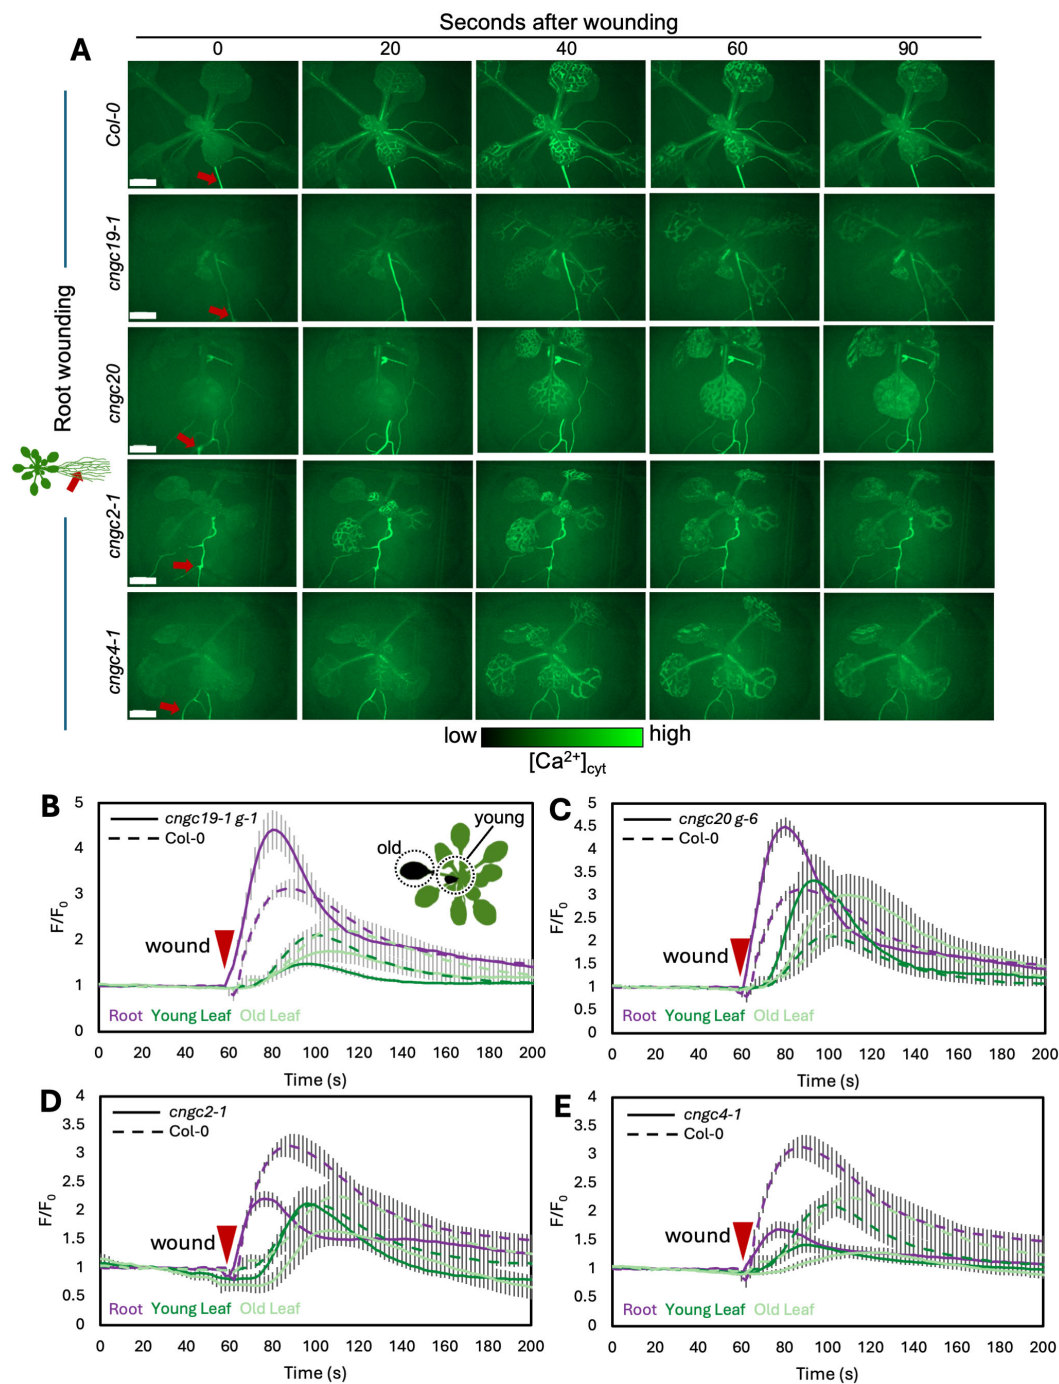 Seconds after wounding
A
0 20 40 60 90
Root wounding
Col-0
cngc19-1
cngc20
cngc2-1
cngc4-1
low high
[Ca²⁺]cyt
B
5
4
3
2
1
0
F/F₀
cngc19-1 g-1
Col-0
young
old
wound
Root Young Leaf Old Leaf
0 20 40 60 80 100 120 140 160 180 200
Time (s)
C
5
4.5
4
3.5
3
2.5
2
1.5
1
0.5
0
F/F₀
cngc20 g-6
Col-0
wound
Root Young Leaf Old Leaf
0 20 40 60 80 100 120 140 160 180 200
Time (s)
D
4
3.5
3
2.5
2
1.5
1
0.5
0
F/F₀
cngc2-1
Col-0
wound
Root Young Leaf Old Leaf
0 20 40 60 80 100 120 140 160 180 200
Time (s)
E
4
3.5
3
2.5
2
1.5
1
0.5
0
F/F₀
cngc4-1
Col-0
wound
Root Young Leaf Old Leaf
0 20 40 60 80 100 120 140 160 180 200
Time (s)